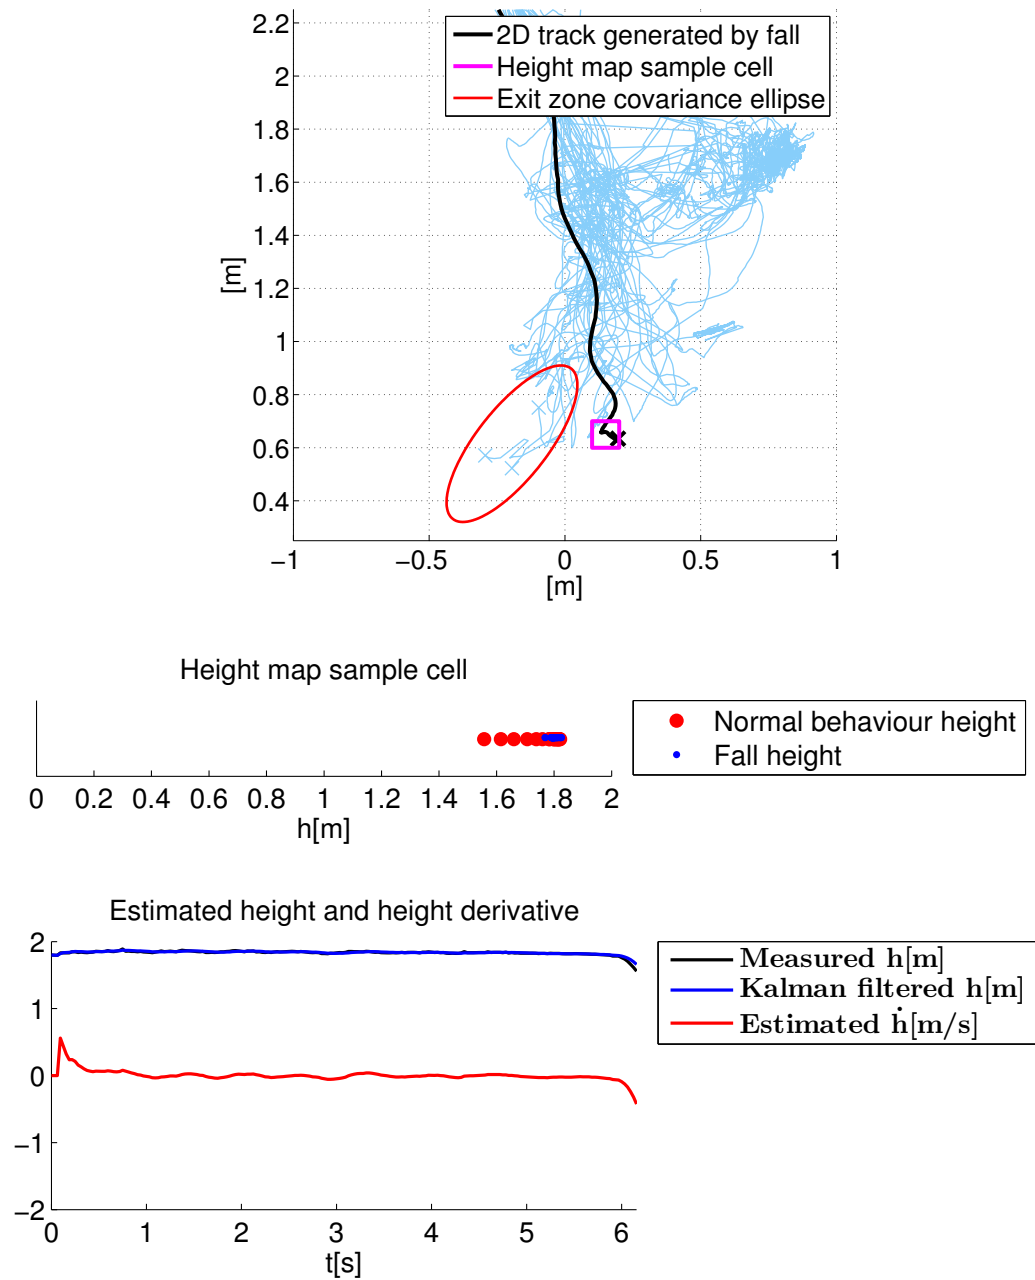 2.2
2
1.8
1.6
1.4
1.2
1
0.8
0.6
0.4
[m]
2D track generated by fall
Height map sample cell
Exit zone covariance ellipse
−1 −0.5 0 0.5 1
[m]
Height map sample cell
Normal behaviour height
Fall height
0 0.2 0.4 0.6 0.8 1 1.2 1.4 1.6 1.8 2
h[m]
Estimated height and height derivative
2
1
0
−1
−2
Measured h[m]
Kalman filtered h[m]
Estimated ḣ[m/s]
0 1 2 3 4 5 6
t[s]